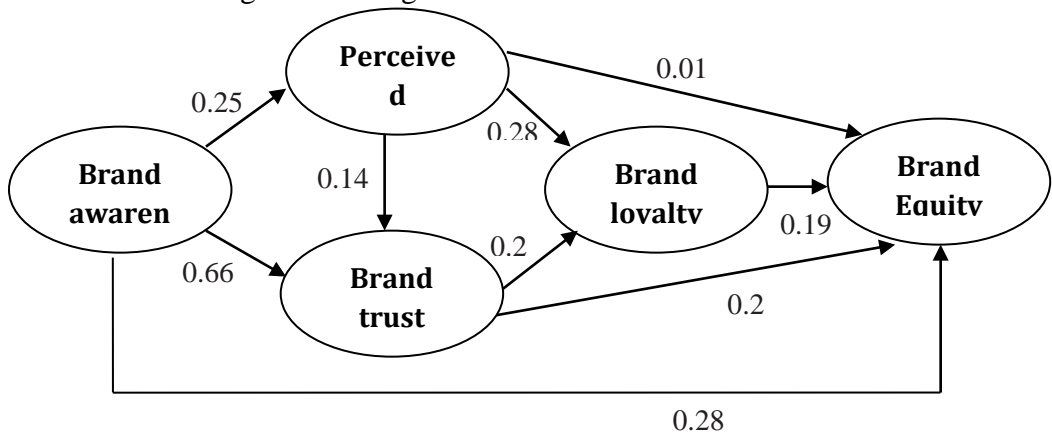 Perceive
d
0.01
0.25
0.28
Brand
awaren
0.14
Brand
loyalty
Brand
Equity
0.19
0.66
0.2
Brand
trust
0.2
0.28